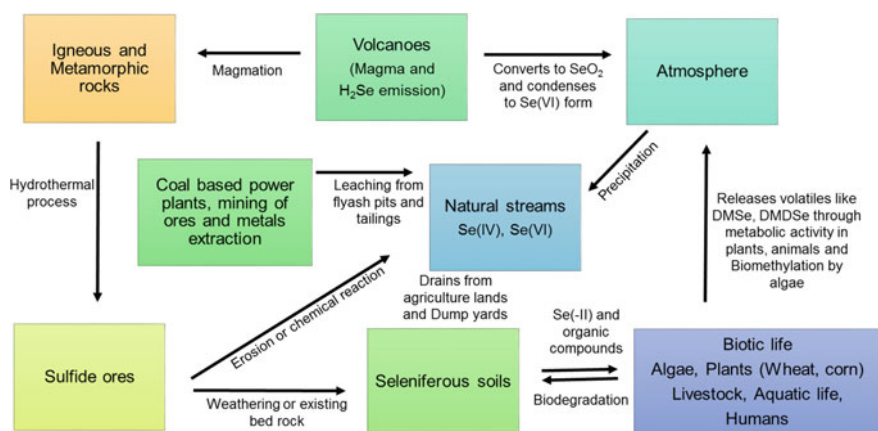 Igneous and
Metamorphic
rocks
Magmation
Volcanoes
(Magma and
H₂Se emission)
Converts to SeO₂
and condenses
to Se(VI) form
Atmosphere
Hydrothermal
process
Coal based power
plants, mining of
ores and metals
extraction
Leaching from
flyash pits and
tailings
Natural streams
Se(IV), Se(VI)
Precipitation
Releases volatiles like
DMSe, DMDSe through
metabolic activity in
plants, animals and
Biomethylation by
algae
Erosion or chemical reaction
Drains from
agriculture lands
and Dump yards
Sulfide ores
Weathering or existing
bed rock
Seleniferous soils
Se(-II) and
organic
compounds
Biodegradation
Biotic life
Algae, Plants (Wheat, corn)
Livestock, Aquatic life,
Humans